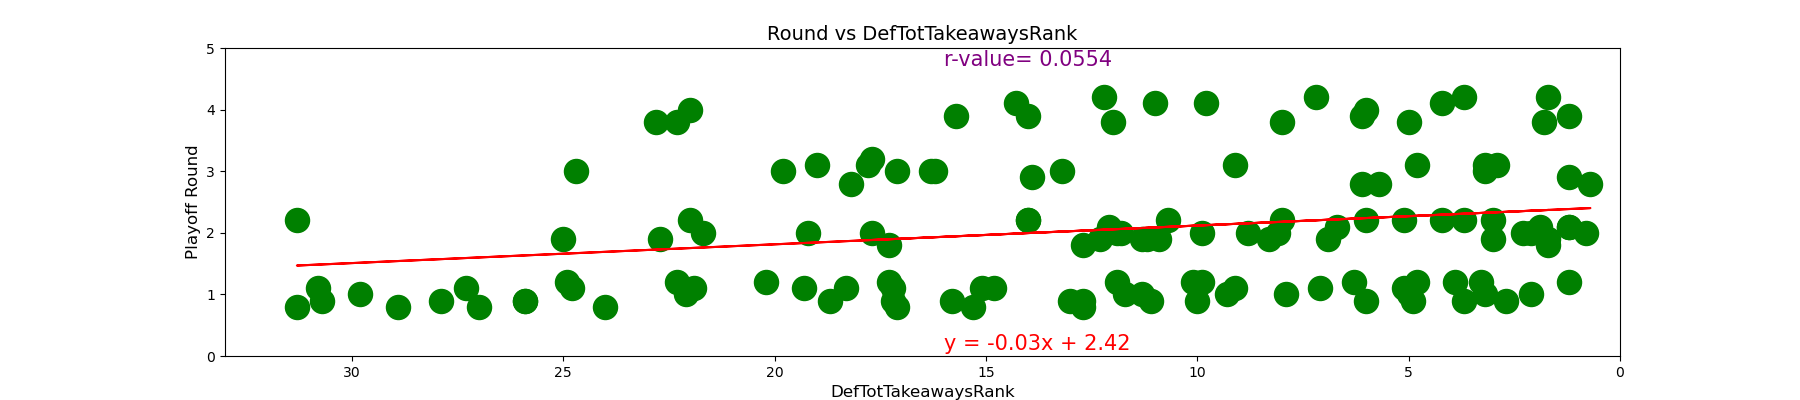 Round vs DefTotTakeawaysRank
r-value= 0.0554
Playoff Round
5
4
3
2
1
0
y = -0.03x + 2.42
30 25 20 15 10 5 0
DefTotTakeawaysRank